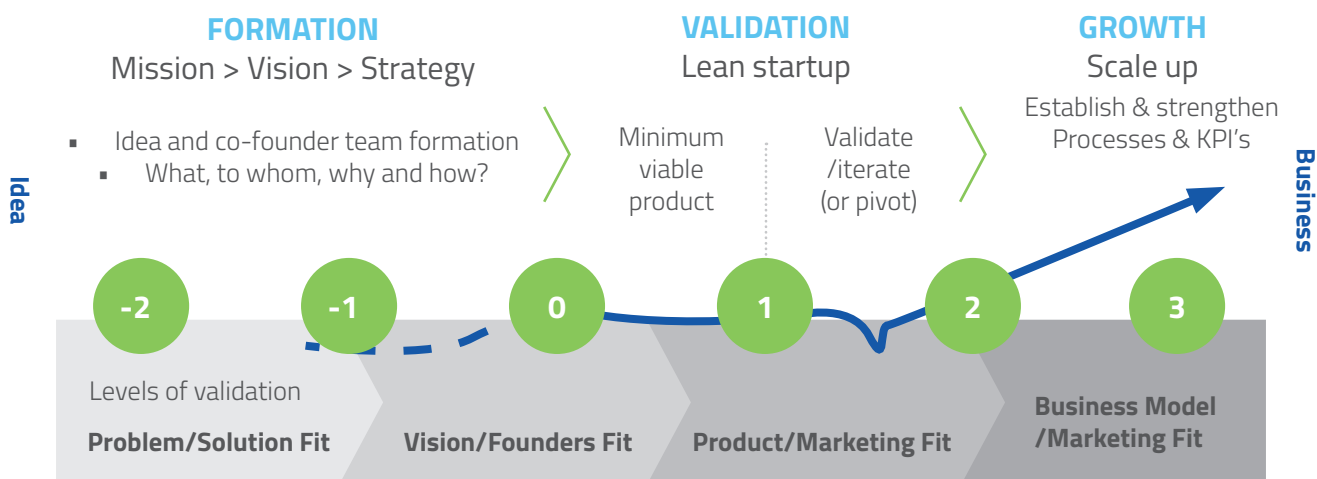 FORMATION
Mission > Vision > Strategy
▪ Idea and co-founder team formation
▪ What, to whom, why and how?
VALIDATION
Lean startup
Minimum
viable
product
Validate
/iterate
(or pivot)
GROWTH
Scale up
Establish & strengthen
Processes & KPI's
Idea
Business
-2
-1
0
1
2
3
Levels of validation
Problem/Solution Fit
Vision/Founders Fit
Product/Marketing Fit
Business Model
/Marketing Fit